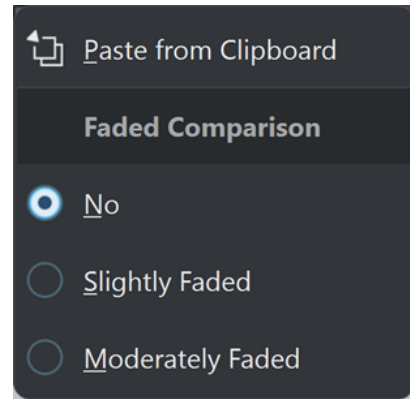 Paste from Clipboard
Faded Comparison
No
Slightly Faded
Moderately Faded